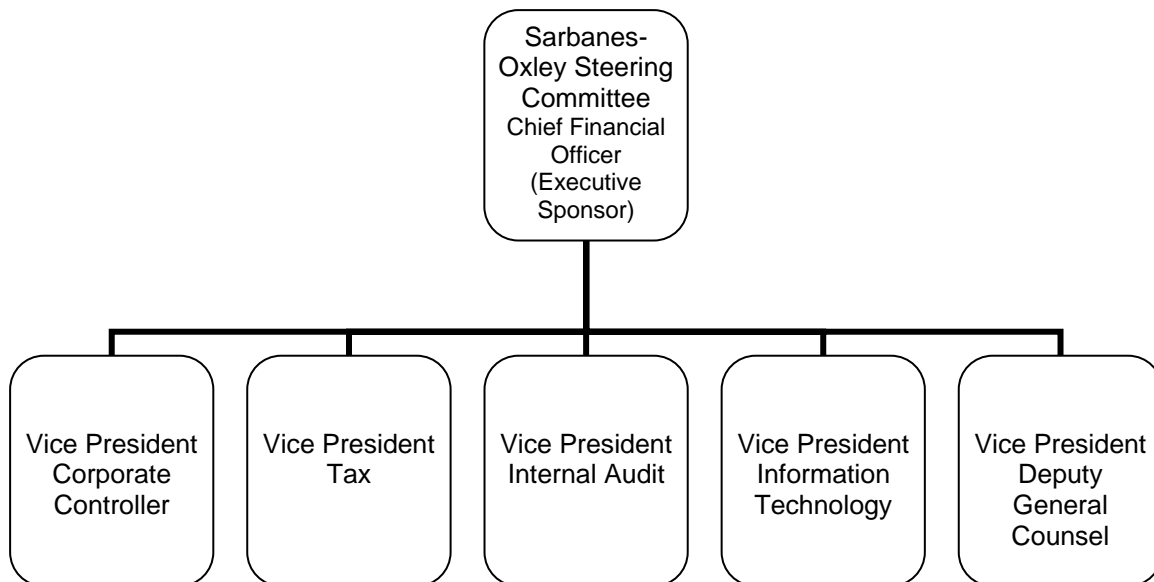 Sarbanes-
Oxley Steering
Committee
Chief Financial
Officer
(Executive
Sponsor)
Vice President
Corporate
Controller
Vice President
Tax
Vice President
Internal Audit
Vice President
Information
Technology
Vice President
Deputy
General
Counsel